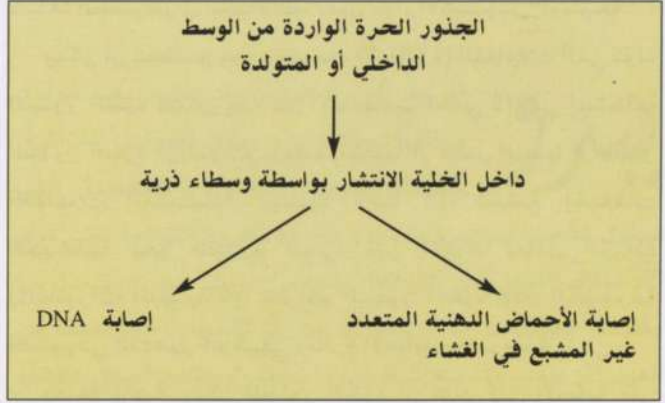 الجذور الحرة الواردة من الوسط
الداخلي أو المتولدة
داخل الخلية الانتشار بواسطة وسطاء ذرية
إصابة الأحماض الدهنية المتعدد
غير المشبع في الغشاء
إصابة DNA